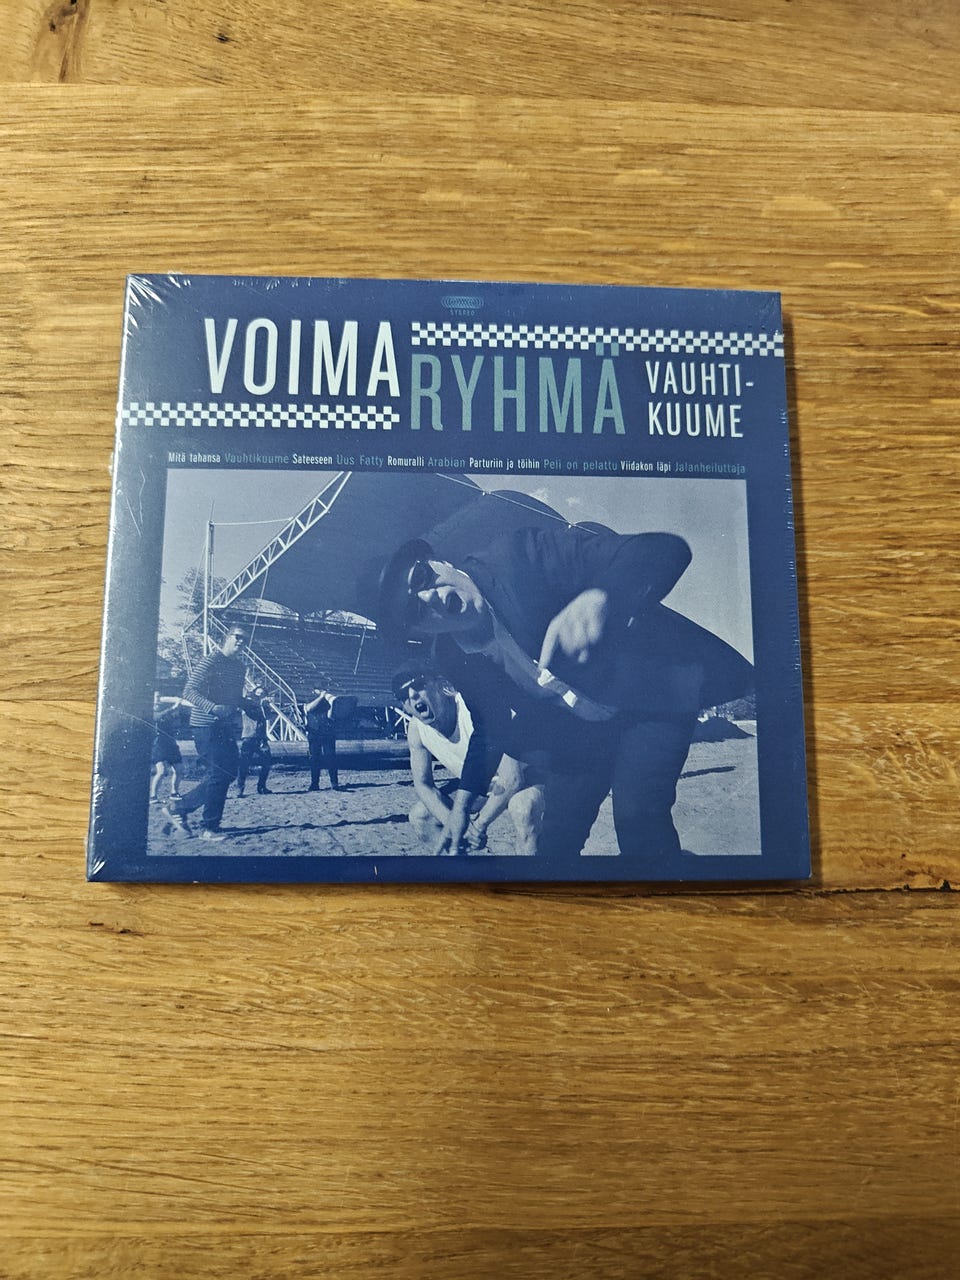 STEREO
VOIMA
RYHMÄ
VAUHTI-
KUUME
Mitä tahansa Vauhtikuume Sateeseen Uus Fatty Romuralli Arabian Parturiin ja töihin Peli on pelattu Viidakon läpi Jalanheiluttaja